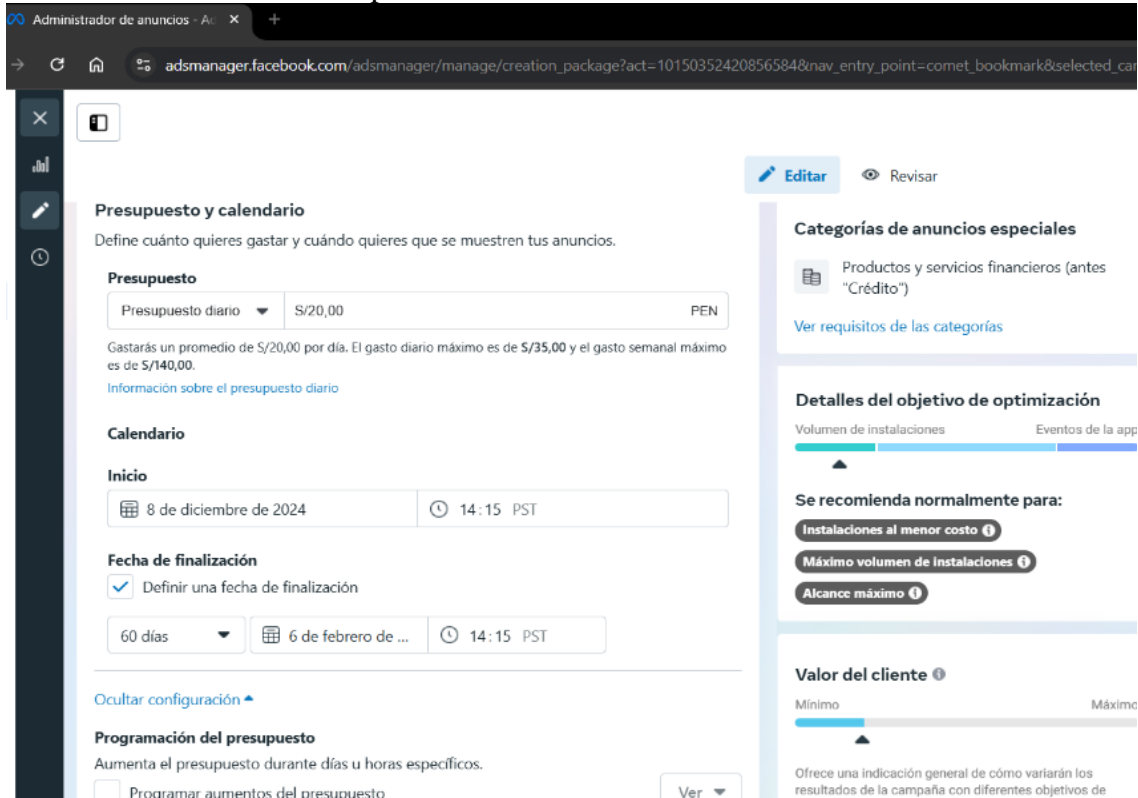 Administrador de anuncios - Ad
adsmanager.facebook.com/adsmanager/manage/creation_package?act=10150352420856584&nav_entry_point=comet_bookmark&selected_cam
Editar
Revisar
Presupuesto y calendario
Define cuánto quieres gastar y cuándo quieres que se muestren tus anuncios.
Presupuesto
Presupuesto diario S/20,00 PEN
Gastarás un promedio de S/20,00 por día. El gasto diario máximo es de S/35,00 y el gasto semanal máximo
es de S/140,00.
Información sobre el presupuesto diario
Calendario
Inicio
8 de diciembre de 2024 14:15 PST
Fecha de finalización
Definir una fecha de finalización
60 días 6 de febrero de ... 14:15 PST
Ocultar configuración
Programación del presupuesto
Aumenta el presupuesto durante días u horas específicos.
Programar aumentos del presupuesto Ver
Categorías de anuncios especiales
Productos y servicios financieros (antes
"Crédito")
Ver requisitos de las categorías
Detalles del objetivo de optimización
Volumen de instalaciones Eventos de la app
Se recomienda normalmente para:
Instalaciones al menor costo
Máximo volumen de instalaciones
Alcance máximo
Valor del cliente
Mínimo Máximo
Ofrece una indicación general de cómo variarán los
resultados de la campaña con diferentes objetivos de